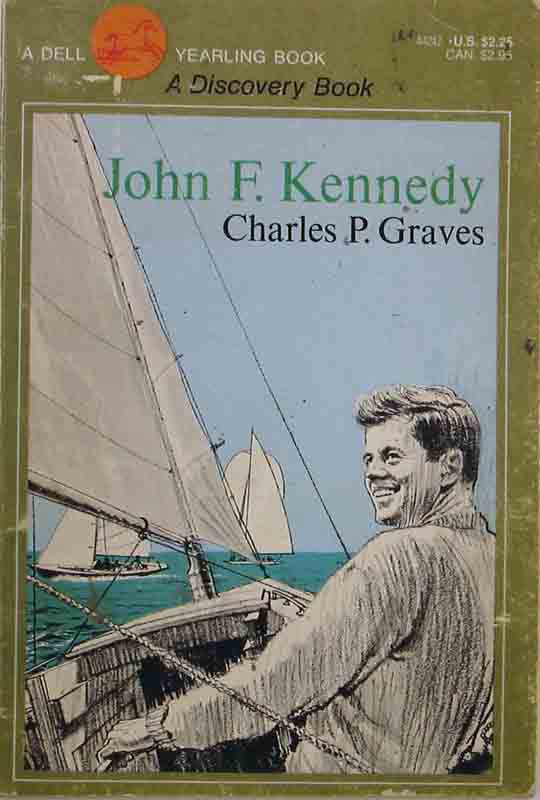 A DELL YEARLING BOOK
U.S. $2.25
CAN. $2.95
A Discovery Book
John F. Kennedy
Charles P. Graves